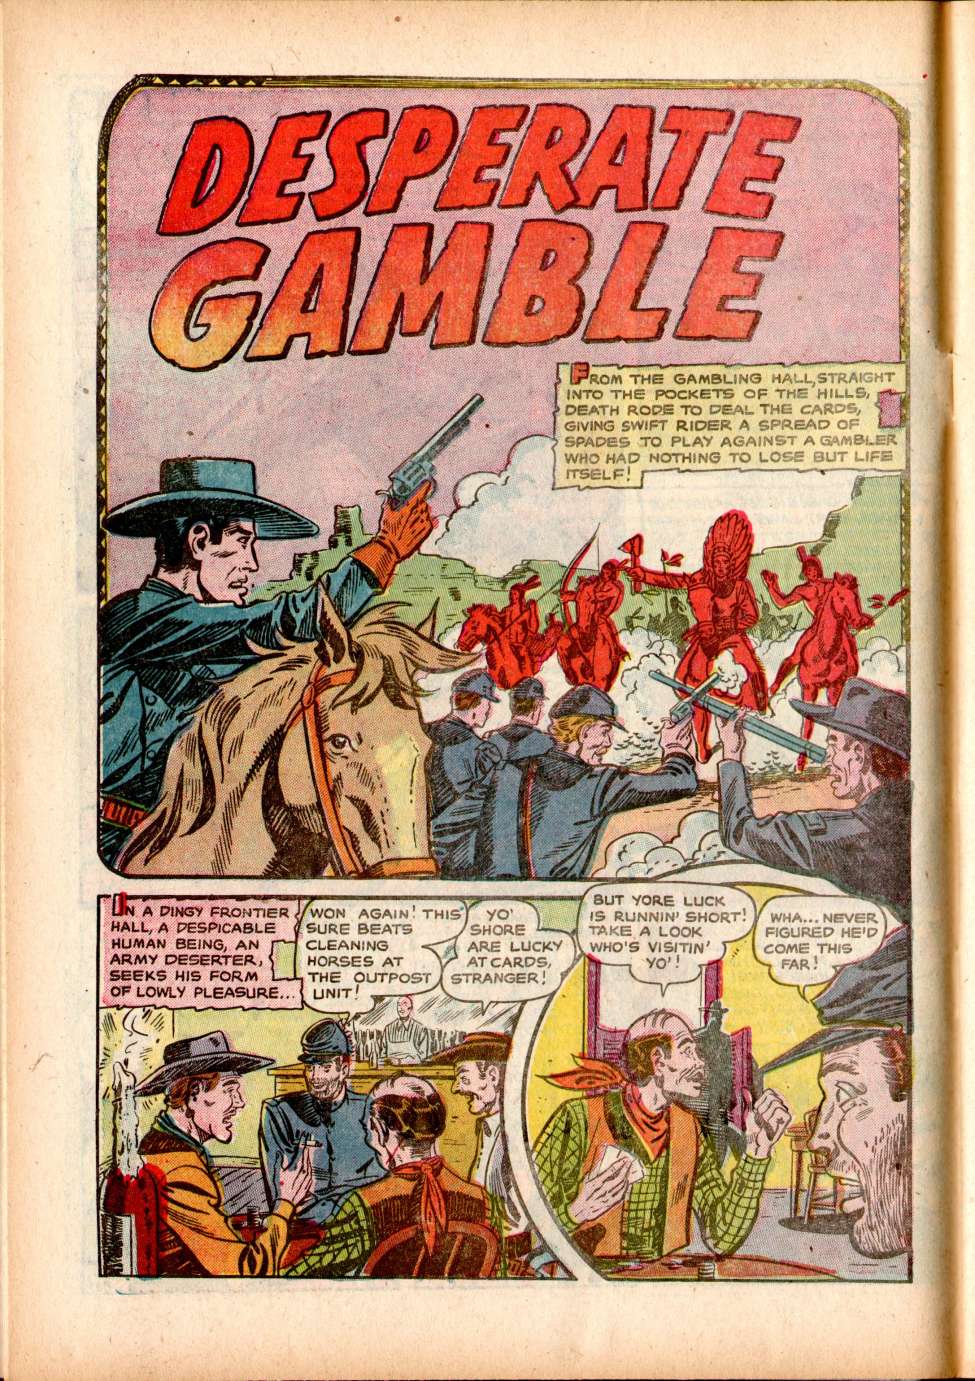 DESPERATE
GAMBLE
FROM THE GAMBLING HALL, STRAIGHT
INTO THE POCKETS OF THE HILLS,
DEATH RODE TO DEAL THE CARDS,
GIVING SWIFT RIDER A SPREAD OF
SPADES TO PLAY AGAINST A GAMBLER
WHO HAD NOTHING TO LOSE BUT LIFE
ITSELF!
IN A DINGY FRONTIER
HALL, A DESPICABLE
HUMAN BEING, AN
ARMY DESERTER,
SEEKS HIS FORM
OF LOWLY PLEASURE...
WON AGAIN! THIS
SURE BEATS
CLEANING
HORSES AT
THE OUTPOST
UNIT!
YO'
SHORE
ARE LUCKY
AT CARDS,
STRANGER!
BUT YORE LUCK
IS RUNNIN' SHORT!
TAKE A LOOK
WHO'S VISITIN'
YO'!
WHA... NEVER
FIGURED HE'D
COME THIS
FAR!